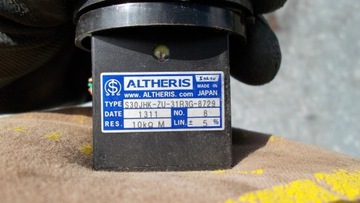 ALTHERIS
www. ALTHERIS. com
MADE IN
JAPAN
TYPE S30JHK-ZU-31R3G-8729
DATE 1311 NO. 8
RES. 10kΩ M LIN. ± 5 %